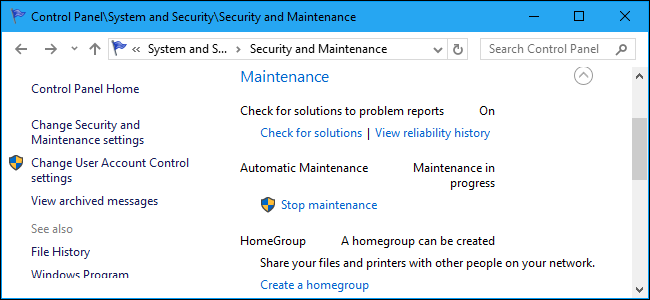 Control Panel\System and Security\Security and Maintenance
System and S... Security and Maintenance
Search Control Panel
Control Panel Home
Change Security and
Maintenance settings
Change User Account Control
settings
View archived messages
See also
File History
Windows Program
Maintenance
Check for solutions to problem reports On
Check for solutions | View reliability history
Automatic Maintenance Maintenance in
progress
Stop maintenance
HomeGroup A homegroup can be created
Share your files and printers with other people on your network.
Create a homegroup